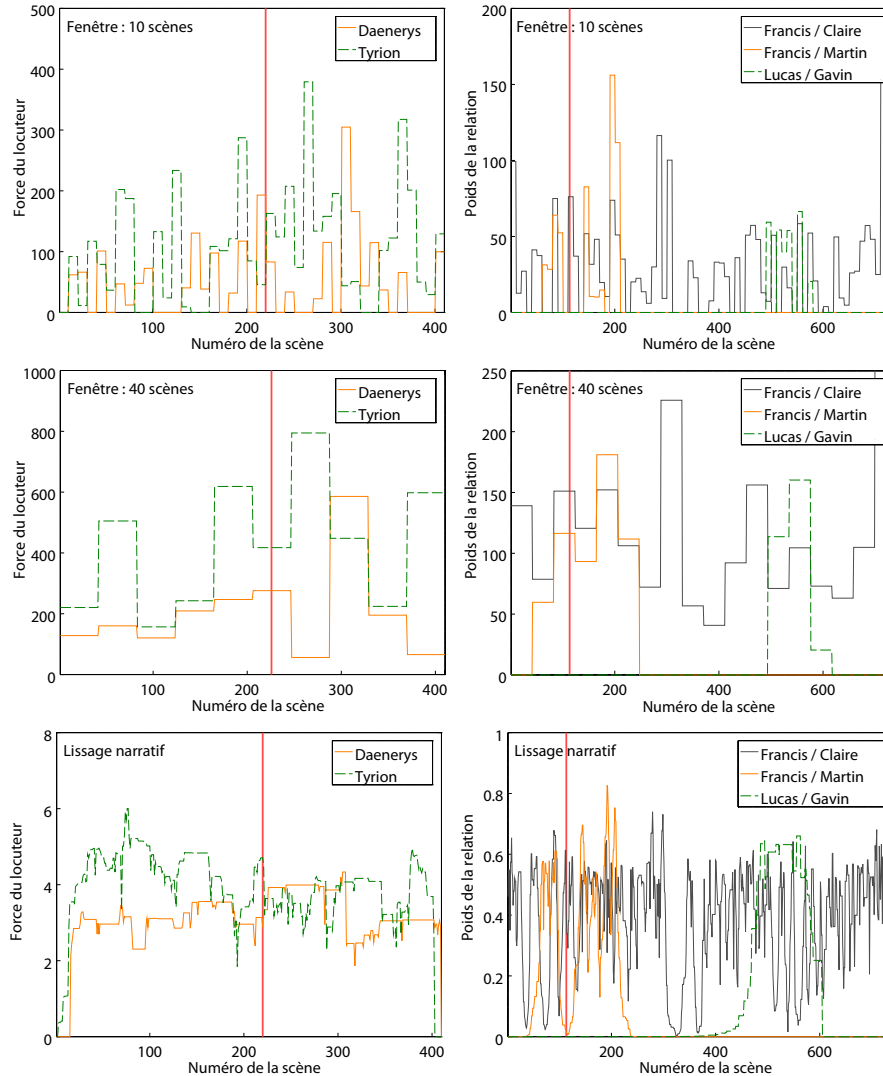 Fenêtre : 10 scènes
Daenerys
Tyrion
Force du locuteur
500
400
300
200
100
0
100
200
300
400
Numéro de la scène
Fenêtre : 10 scènes
Francis / Claire
Francis / Martin
Lucas / Gavin
Poids de la relation
200
150
100
50
0
200
400
600
Numéro de la scène
Fenêtre : 40 scènes
Daenerys
Tyrion
Force du locuteur
1000
800
600
400
200
0
100
200
300
400
Numéro de la scène
Fenêtre : 40 scènes
Francis / Claire
Francis / Martin
Lucas / Gavin
Poids de la relation
250
200
150
100
50
0
200
400
600
Numéro de la scène
Lissage narratif
Daenerys
Tyrion
Force du locuteur
8
6
4
2
0
100
200
300
400
Numéro de la scène
Lissage narratif
Francis / Claire
Francis / Martin
Lucas / Gavin
Poids de la relation
1
0.8
0.6
0.4
0.2
0
200
400
600
Numéro de la scène